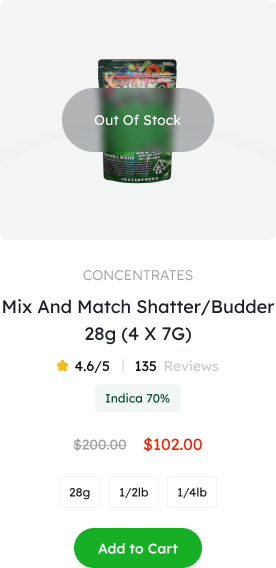 Out Of Stock
CONCENTRATES
Mix And Match Shatter/Budder
28g (4 X 7G)
4.6/5 | 135 Reviews
Indica 70%
$200.00 $102.00
28g 1/2lb 1/4lb
Add to Cart